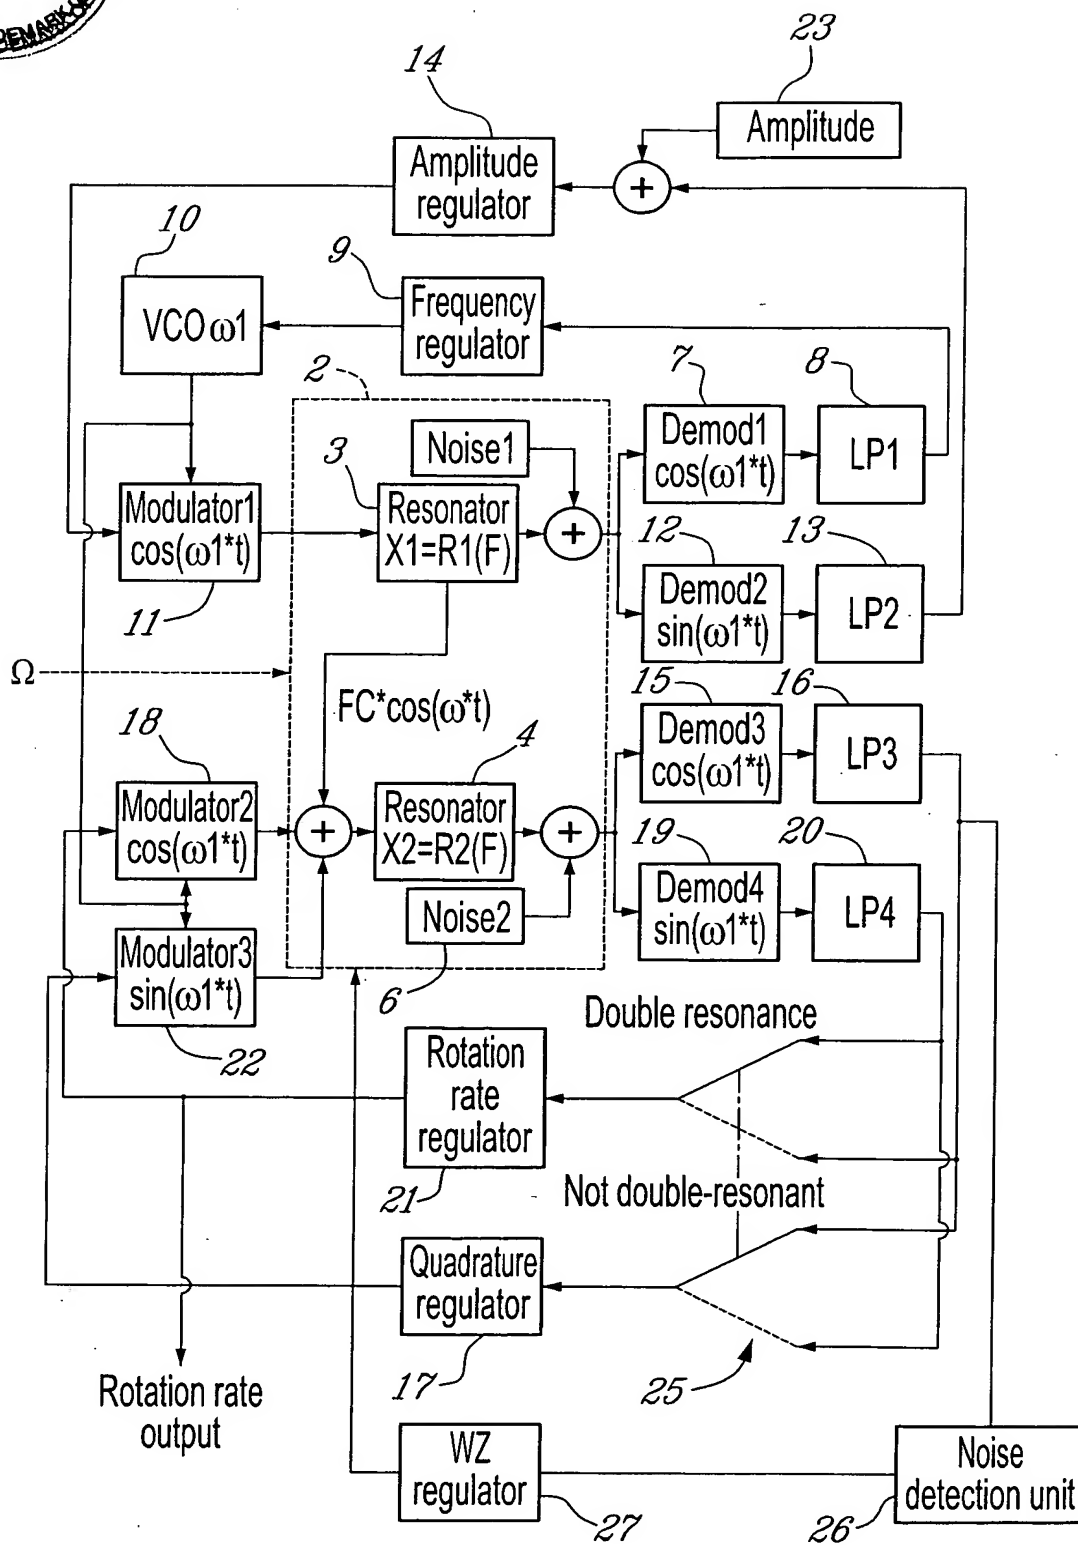 23
14
Amplitude
Amplitude
regulator
+
10
9
VCO ω1
Frequency
regulator
2
7
8
Noise1
Demod1
cos(ω1*t)
LP1
3
Modulator1
cos(ω1*t)
Resonator
X1=R1(F)
+
12
13
11
Demod2
sin(ω1*t)
LP2
Ω
FC*cos(ω*t)
15
16
18
4
Demod3
cos(ω1*t)
LP3
Modulator2
cos(ω1*t)
+
Resonator
X2=R2(F)
+
19
20
Noise2
Demod4
sin(ω1*t)
LP4
Modulator3
sin(ω1*t)
6
22
Double resonance
Rotation
rate
regulator
21
Not double-resonant
Quadrature
regulator
17
25
Rotation rate
output
WZ
regulator
27
Noise
detection unit
26